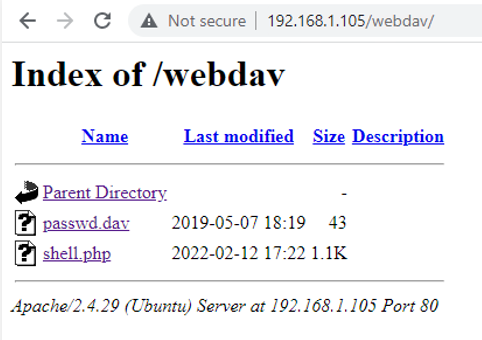 Not secure | 192.168.1.105/webdav/
Index of /webdav
Name Last modified Size Description
Parent Directory -
passwd.dav 2019-05-07 18:19 43
shell.php 2022-02-12 17:22 1.1K
Apache/2.4.29 (Ubuntu) Server at 192.168.1.105 Port 80